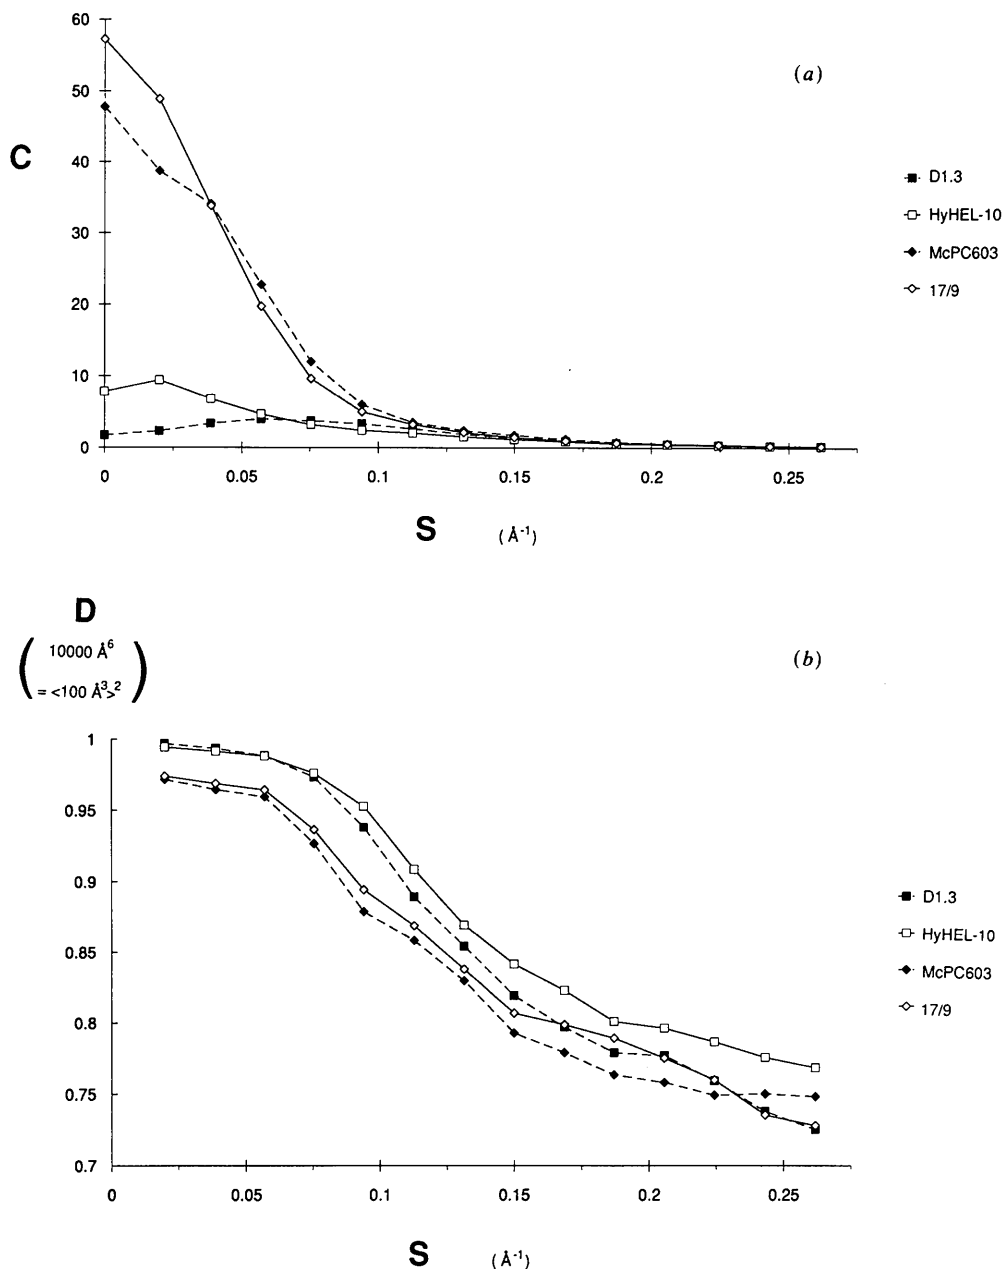 60
50
40
30
20
10
0
C
(a)
D1.3
HyHEL-10
McPC603
17/9
0 0.05 0.1 0.15 0.2 0.25
S (Å⁻¹)
D
10000 Å⁶
= <100 Å³>²
(b)
1
0.95
0.9
0.85
0.8
0.75
0.7
D1.3
HyHEL-10
McPC603
17/9
0 0.05 0.1 0.15 0.2 0.25
S (Å⁻¹)